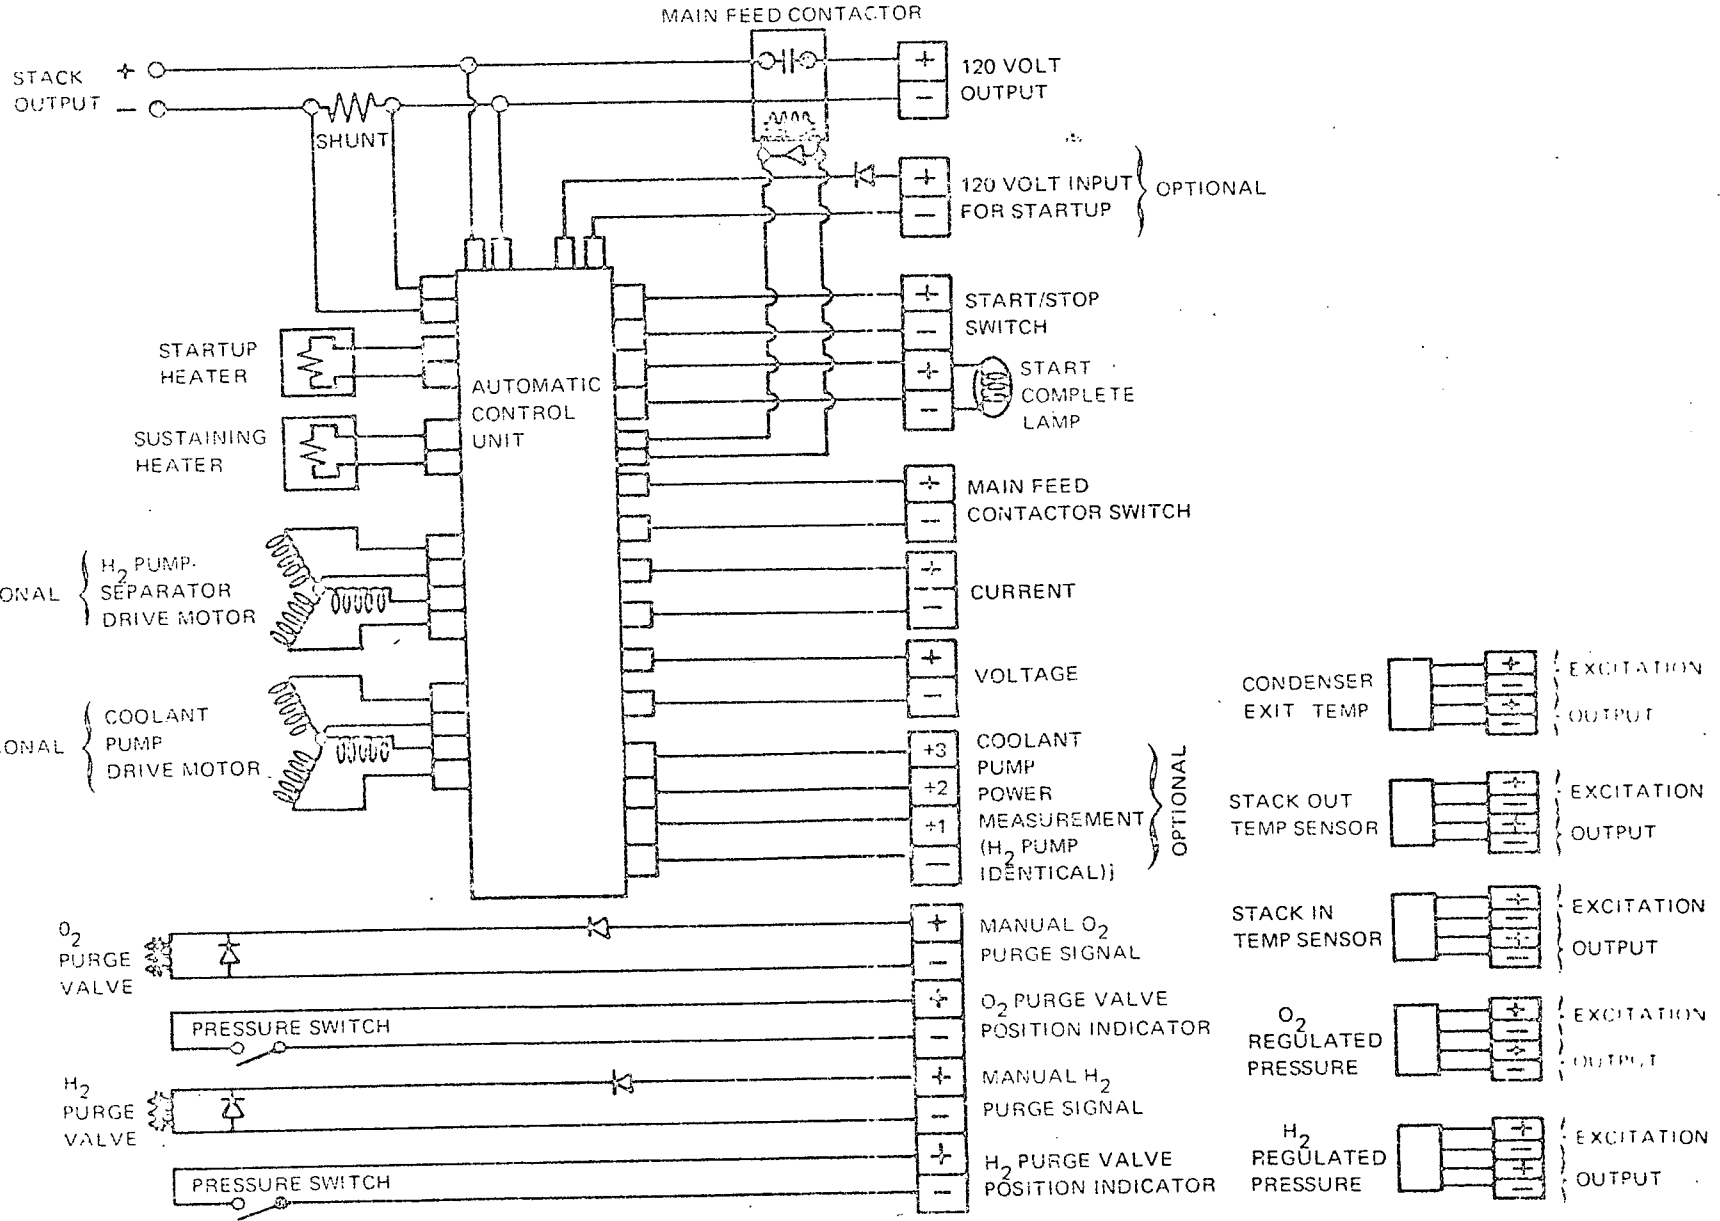 MAIN FEED CONTACTOR
STACK
OUTPUT
+
−
SHUNT
+
−
120 VOLT
OUTPUT
+
−
120 VOLT INPUT
FOR STARTUP
OPTIONAL
+
−
START/STOP
SWITCH
+
−
START
COMPLETE
LAMP
STARTUP
HEATER
SUSTAINING
HEATER
AUTOMATIC
CONTROL
UNIT
+
−
MAIN FEED
CONTACTOR SWITCH
ONAL
H2 PUMP-
SEPARATOR
DRIVE MOTOR
+
−
CURRENT
+
−
VOLTAGE
ONAL
COOLANT
PUMP
DRIVE MOTOR
+3
+2
+1
−
COOLANT
PUMP
POWER
MEASUREMENT
(H2 PUMP
IDENTICAL)
OPTIONAL
O2
PURGE
VALVE
+
−
MANUAL O2
PURGE SIGNAL
PRESSURE SWITCH
+
−
O2 PURGE VALVE
POSITION INDICATOR
H2
PURGE
VALVE
+
−
MANUAL H2
PURGE SIGNAL
PRESSURE SWITCH
+
−
H2 PURGE VALVE
POSITION INDICATOR
CONDENSER
EXIT TEMP
+
−
+
−
EXCITATION
OUTPUT
STACK OUT
TEMP SENSOR
+
−
+
−
EXCITATION
OUTPUT
STACK IN
TEMP SENSOR
+
−
+
−
EXCITATION
OUTPUT
O2
REGULATED
PRESSURE
+
−
+
−
EXCITATION
OUTPUT
H2
REGULATED
PRESSURE
+
−
+
−
EXCITATION
OUTPUT